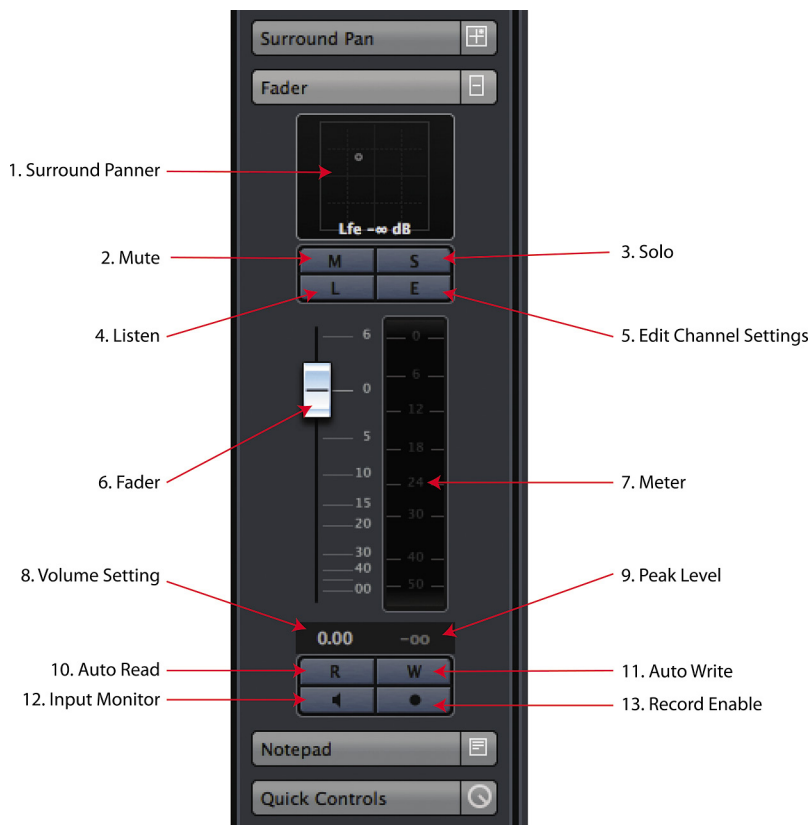 Surround Pan
Fader
1. Surround Panner
Lfe -∞ dB
2. Mute
M
S
3. Solo
4. Listen
L
E
5. Edit Channel Settings
6
0
5
10
15
20
30
40
00
0
6
12
18
24
30
40
50
6. Fader
7. Meter
8. Volume Setting
9. Peak Level
0.00
-∞
10. Auto Read
R
W
11. Auto Write
12. Input Monitor
13. Record Enable
Notepad
Quick Controls